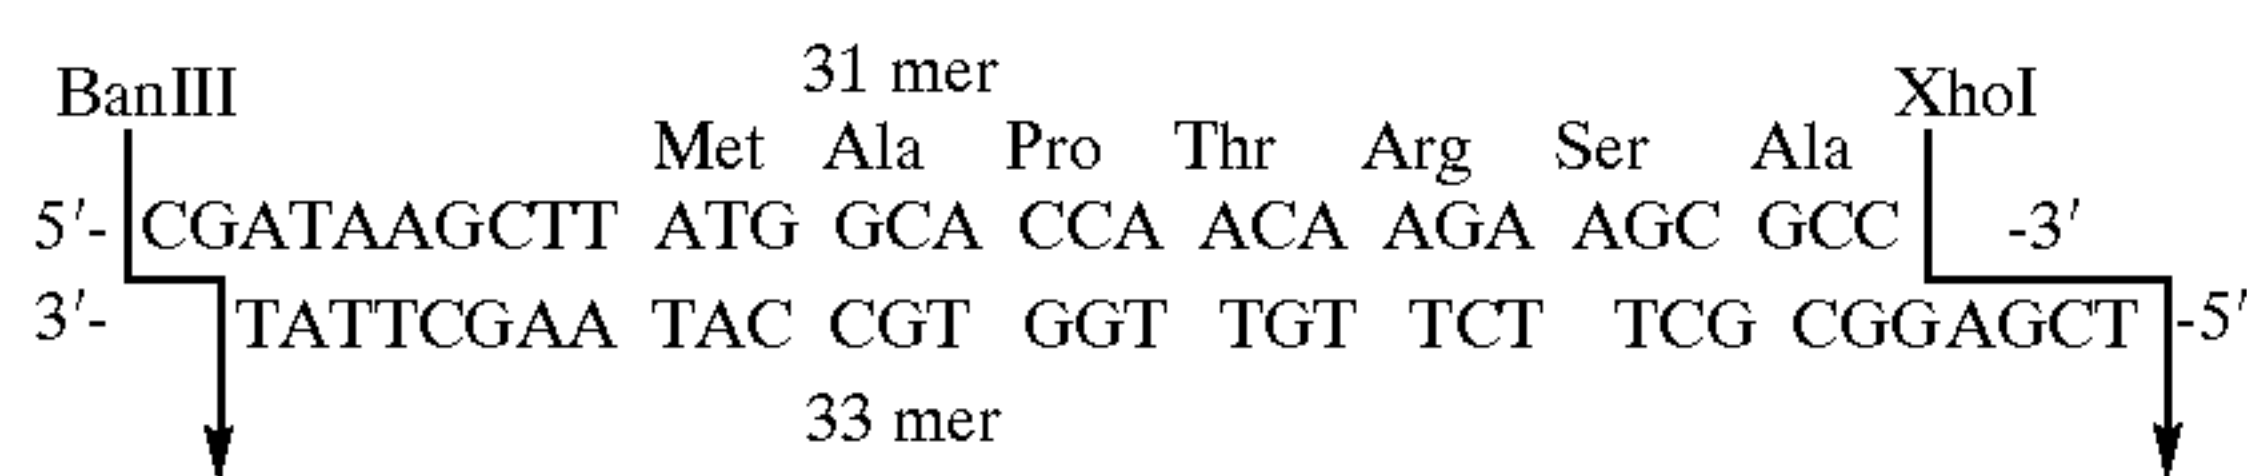 31 mer
BanIII XhoI
Met Ala Pro Thr Arg Ser Ala
5′- CGATAAGCTT ATG GCA CCA ACA AGA AGC GCC -3′
3′- TATTCGAA TAC CGT GGT TGT TCT TCG CGGAGCT -5′
33 mer